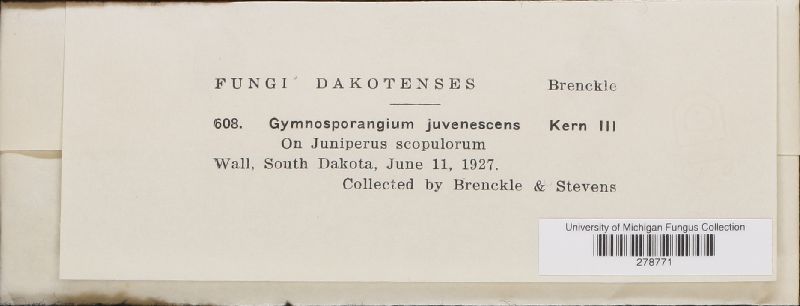 FUNGI DAKOTENSES Brenckle
608. Gymnosporangium juvenescens Kern III
On Juniperus scopulorum
Wall, South Dakota, June 11, 1927.
Collected by Brenckle & Stevens
University of Michigan Fungus Collection
278771